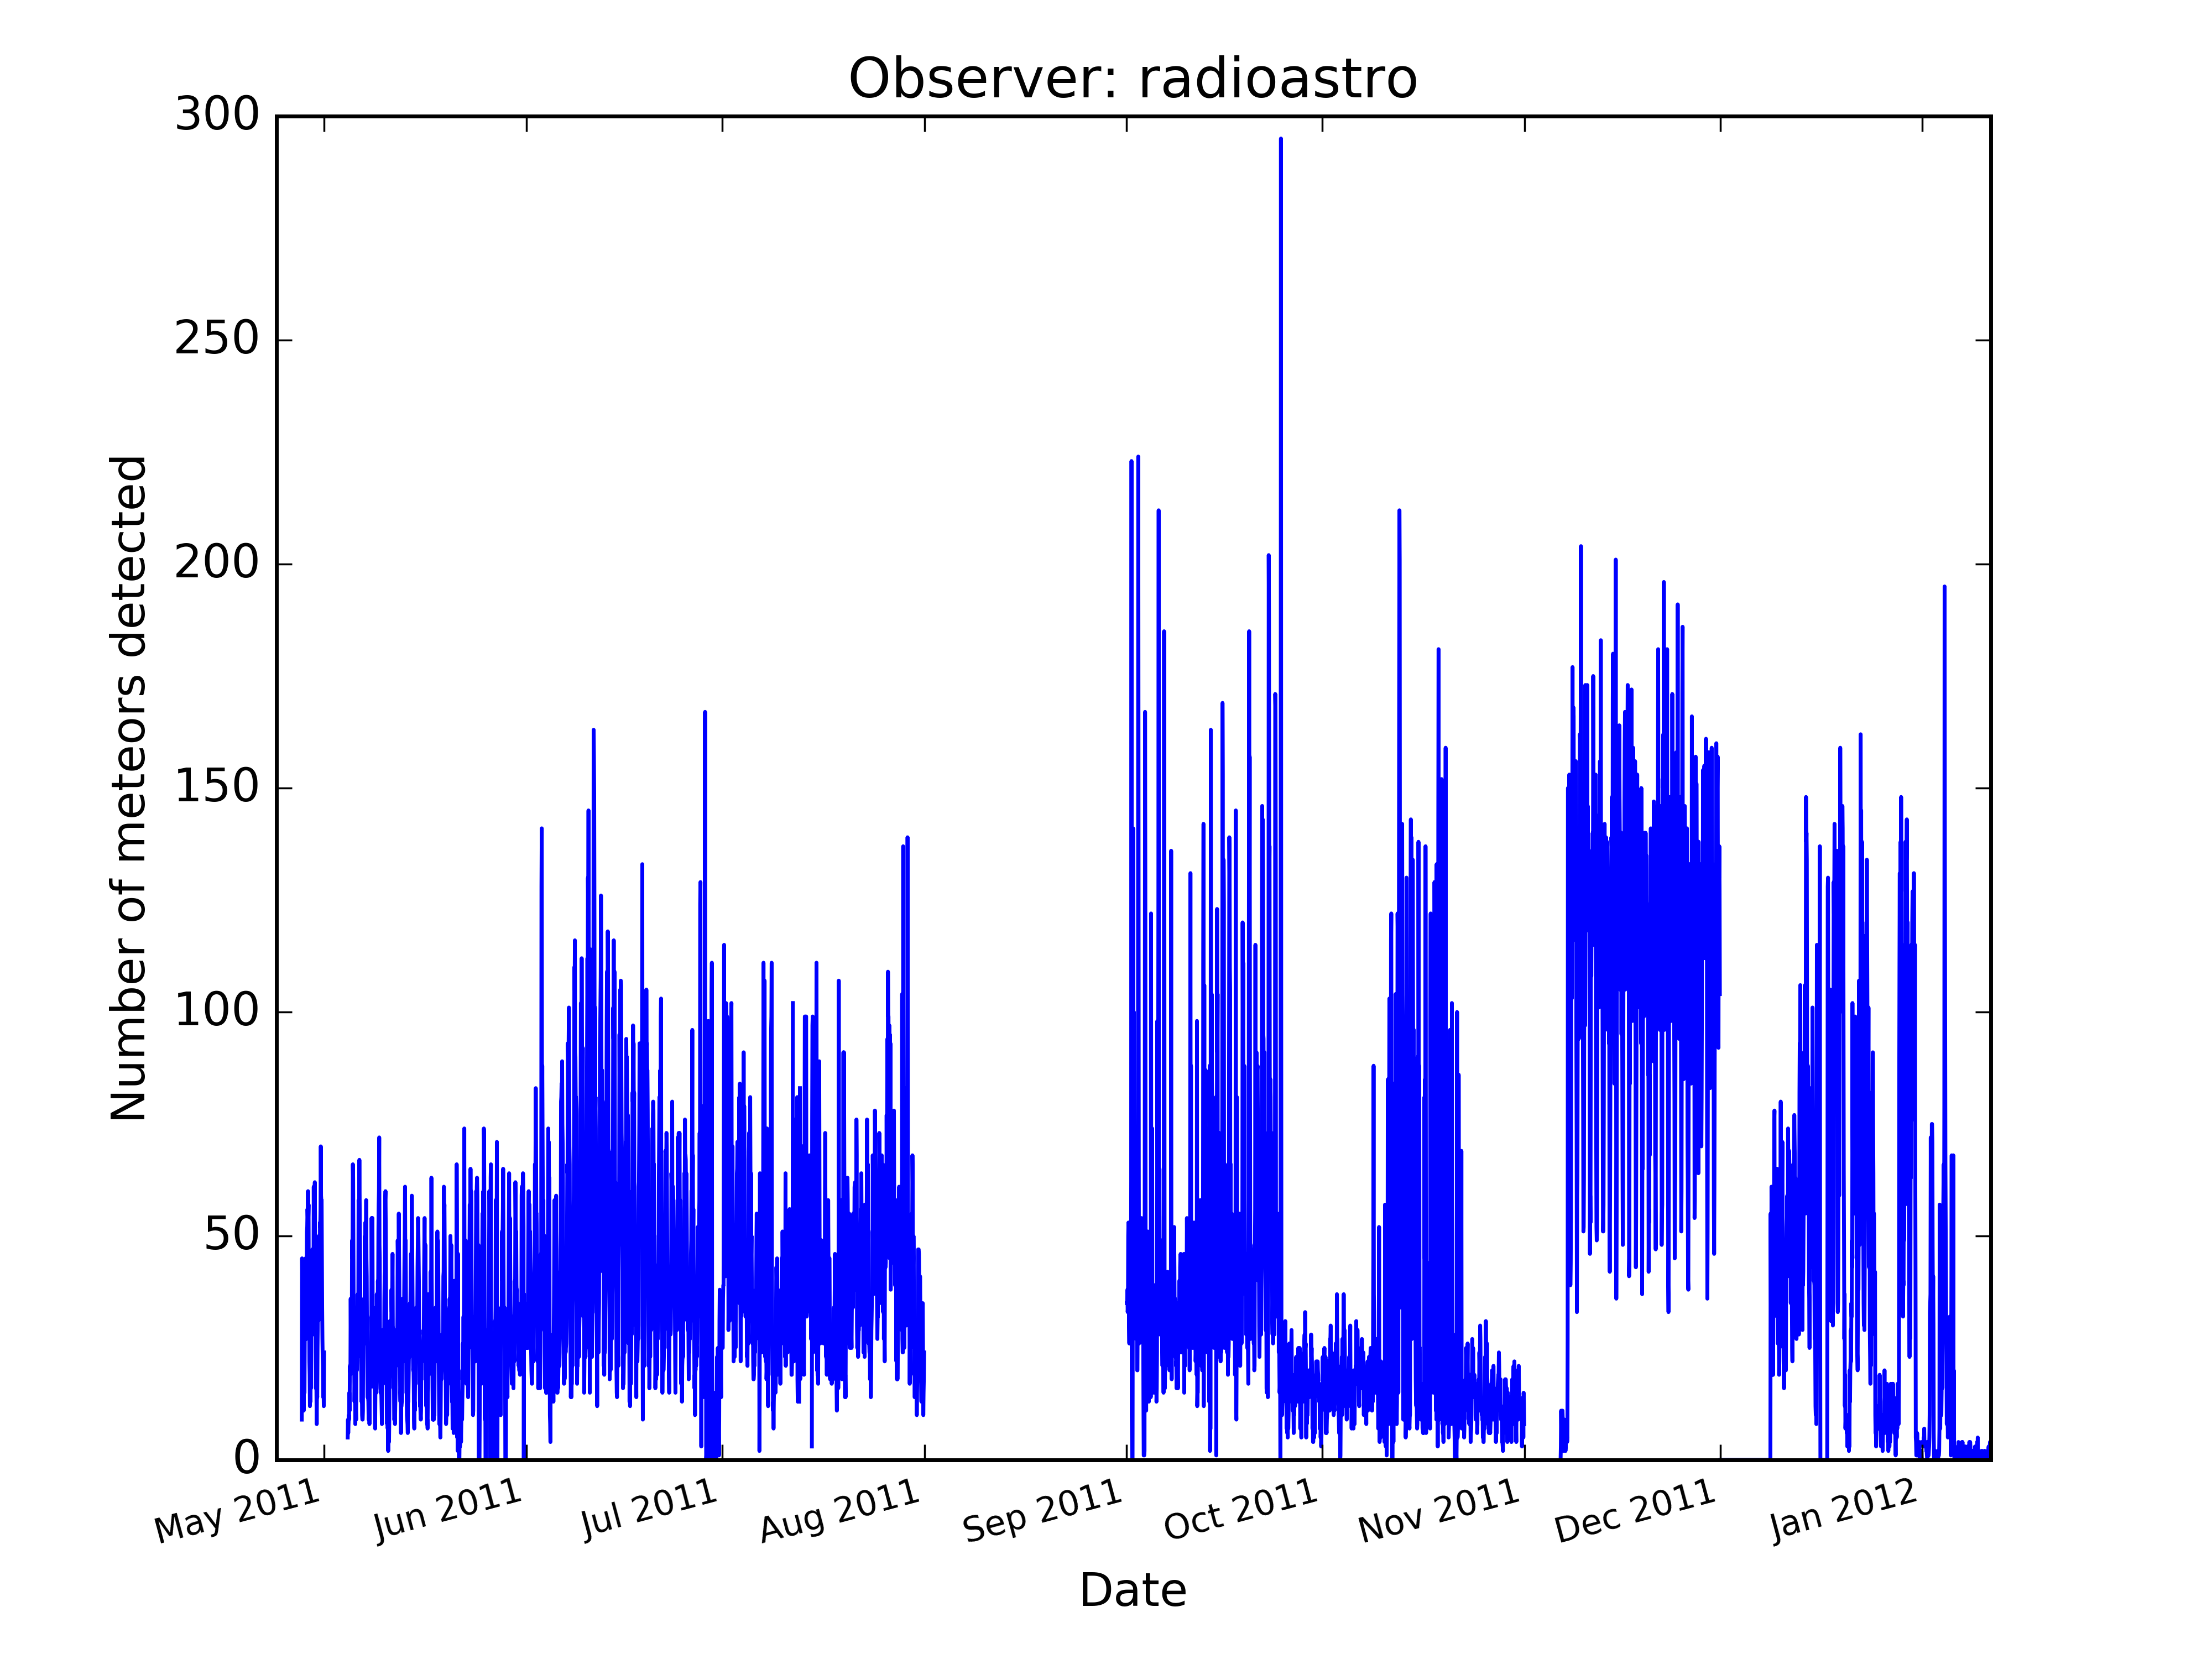 Observer: radioastro
300
250
200
150
100
50
0
Number of meteors detected
May 2011
Jun 2011
Jul 2011
Aug 2011
Sep 2011
Oct 2011
Nov 2011
Dec 2011
Jan 2012
Date